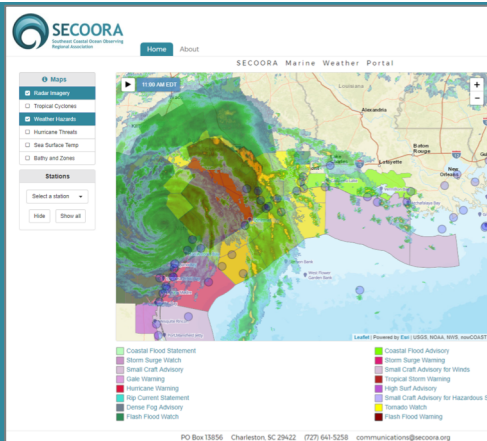 SECOORA
Southeast Coastal Ocean Observing
Regional Association
Home About
SECOORA Marine Weather Portal
Maps
Radar Imagery
Tropical Cyclones
Weather Hazards
Hurricane Threats
Sea Surface Temp
Bathy and Zones
Stations
Select a station
Hide Show all
11:00 AM EDT
+
-
Louisiana
Alexandria
Baton
Rouge
Lafayette
New
Orleans
Leaflet | Powered by Esri | USGS, NOAA, NWS, nowCOAST
Coastal Flood Statement
Storm Surge Watch
Small Craft Advisory
Gale Warning
Hurricane Warning
Rip Current Statement
Dense Fog Advisory
Flash Flood Watch
Coastal Flood Advisory
Storm Surge Warning
Small Craft Advisory for Winds
Tropical Storm Warning
High Surf Advisory
Small Craft Advisory for Hazardous S
Tornado Watch
Flash Flood Warning
PO Box 13856 Charleston, SC 29422 (727) 641-5258 communications@secoora.org